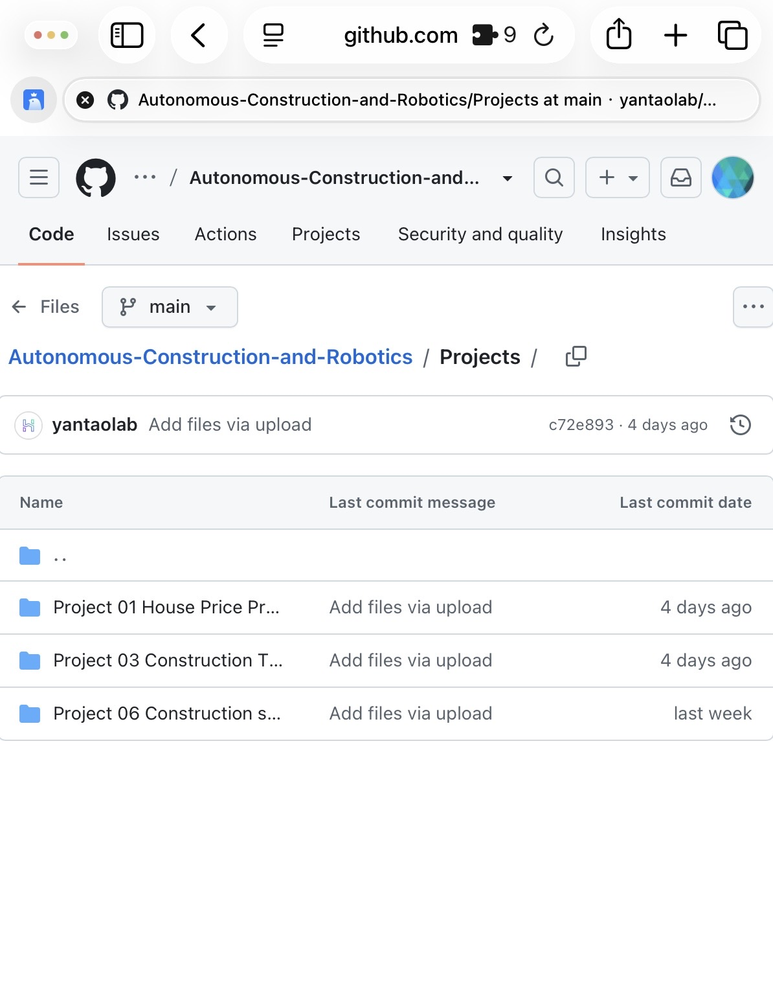 github.com 9
Autonomous-Construction-and-Robotics/Projects at main · yantaolab/...
... / Autonomous-Construction-and...
Code Issues Actions Projects Security and quality Insights
Files main
Autonomous-Construction-and-Robotics / Projects /
yantaolab Add files via upload c72e893 · 4 days ago
Name Last commit message Last commit date
..
Project 01 House Price Pr... Add files via upload 4 days ago
Project 03 Construction T... Add files via upload 4 days ago
Project 06 Construction s... Add files via upload last week